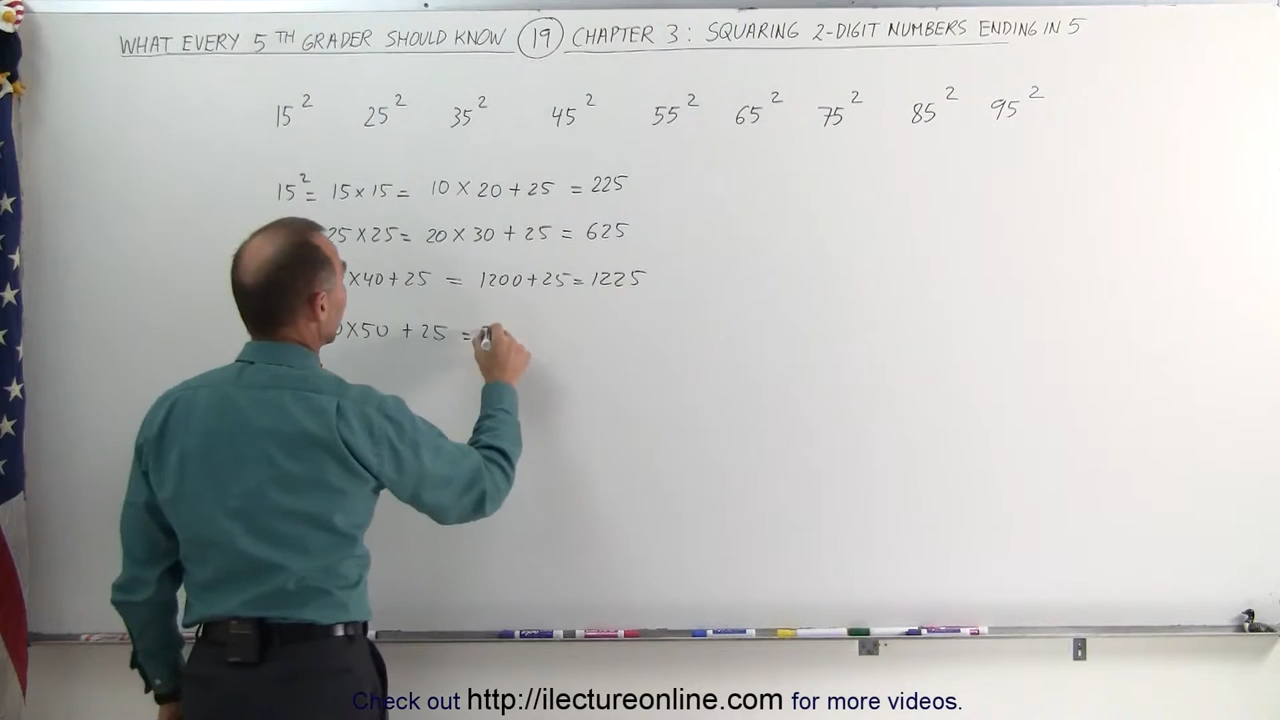 WHAT EVERY 5TH GRADER SHOULD KNOW 19 CHAPTER 3: SQUARING 2-DIGIT NUMBERS ENDING IN 5
15² 25² 35² 45² 55² 65² 75² 85² 95²
15² = 15 × 15 = 10 × 20 + 25 = 225
25 × 25 = 20 × 30 + 25 = 625
× 40 + 25 = 1200 + 25 = 1225
× 50 + 25 =
Check out http://ilectureonline.com for more videos.